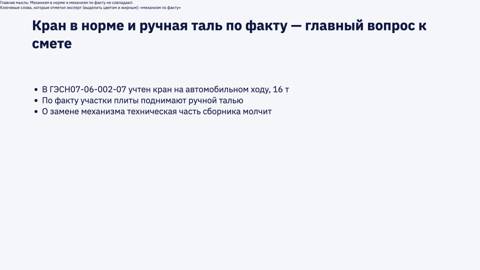 Главная мысль: Механизм в норме и механизм по факту не совпадают.
Ключевые слова, которые отметил эксперт (выделить цветом и жирным): «механизм по факту»
Кран в норме и ручная таль по факту — главный вопрос к
смете
• В ГЭСН07-06-002-07 учтен кран на автомобильном ходу, 16 т
• По факту участки плиты поднимают ручной талью
• О замене механизма техническая часть сборника молчит